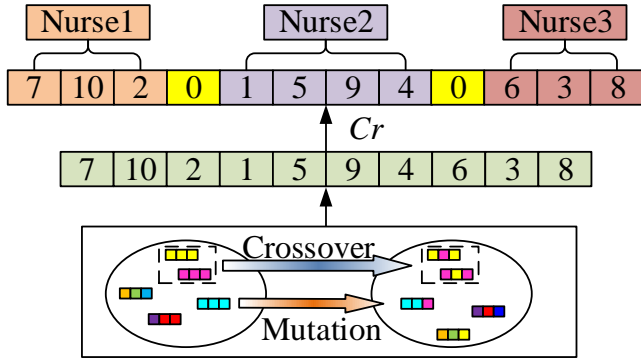 Nurse1 Nurse2 Nurse3
7 10 2 0 1 5 9 4 0 6 3 8
Cr
7 10 2 1 5 9 4 6 3 8
Crossover
Mutation